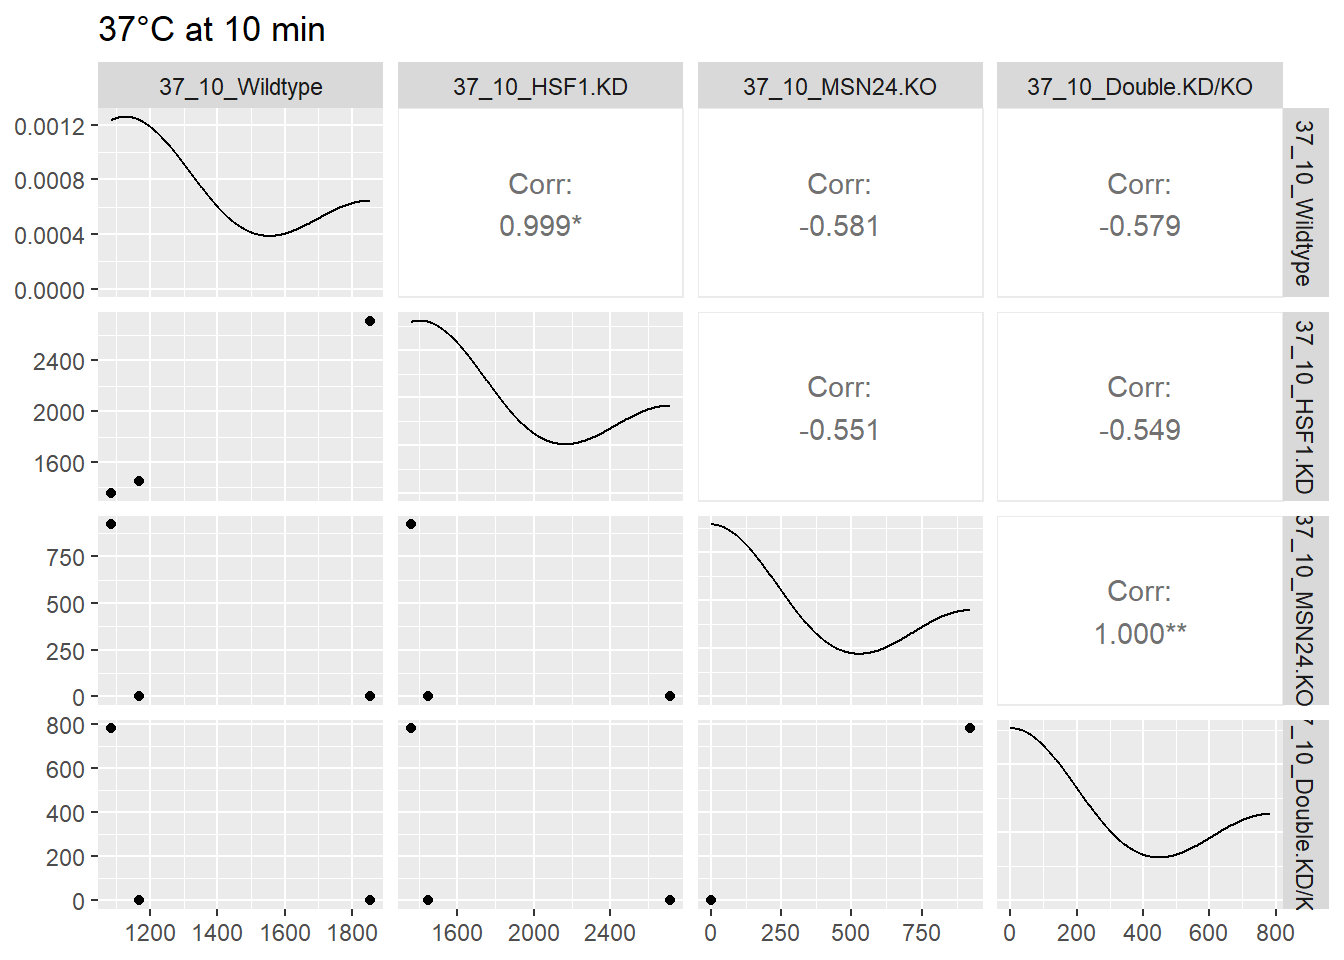 37°C at 10 min
37_10_Wildtype
37_10_HSF1.KD
37_10_MSN24.KO
37_10_Double.KD/KO
0.0012
0.0008
0.0004
0.0000
Corr:
0.999*
Corr:
-0.581
Corr:
-0.579
37_10_Wildtype
2400
2000
1600
Corr:
-0.551
Corr:
-0.549
37_10_HSF1.KD
750
500
250
0
Corr:
1.000**
37_10_MSN24.KO
800
600
400
200
0
7_10_Double.KD/K
1200
1400
1600
1800
1600
2000
2400
0
250
500
750
0
200
400
600
800